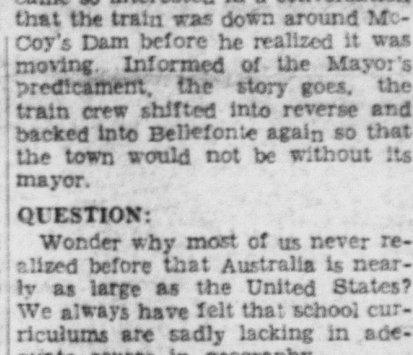 that the train was down around Mc-
Coy's Dam before he realized it was
moving. Informed of the Mayor's
predicament, the story goes, the
train crew shifted into reverse and
backed into Bellefonte again so that
the town would not be without its
mayor.
QUESTION:
Wonder why most of us never re-
alized before that Australia is near-
ly as large as the United States?
We always have felt that school cur-
riculums are sadly lacking in ade-